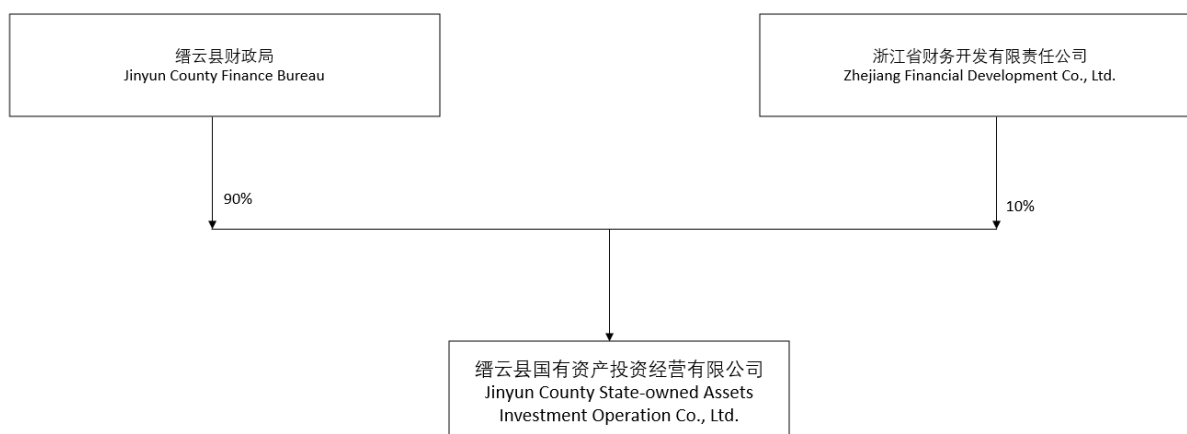 缙云县财政局
Jinyun County Finance Bureau
浙江省财务开发有限责任公司
Zhejiang Financial Development Co., Ltd.
90%
10%
缙云县国有资产投资经营有限公司
Jinyun County State-owned Assets
Investment Operation Co., Ltd.